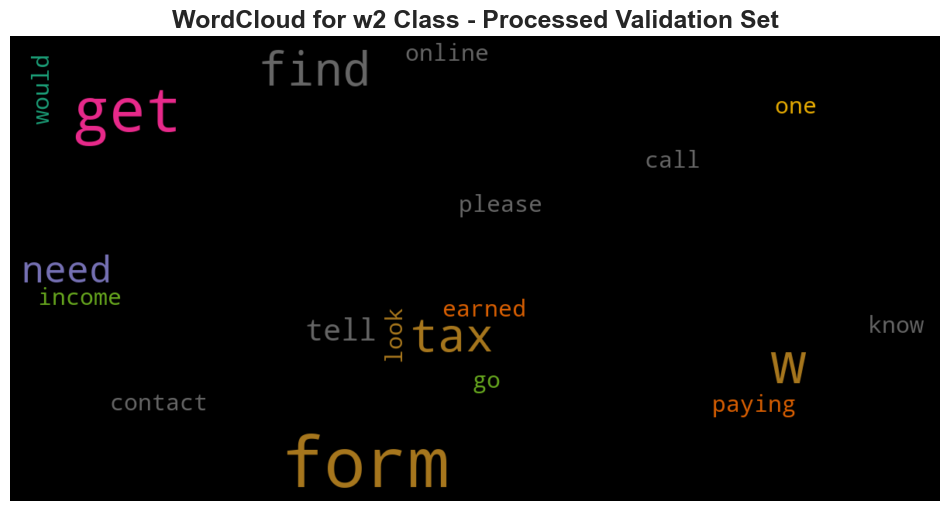 WordCloud for w2 Class - Processed Validation Set
online
find
would
get
one
call
please
need
income
earned
tell
look
tax
know
w
go
contact
paying
form